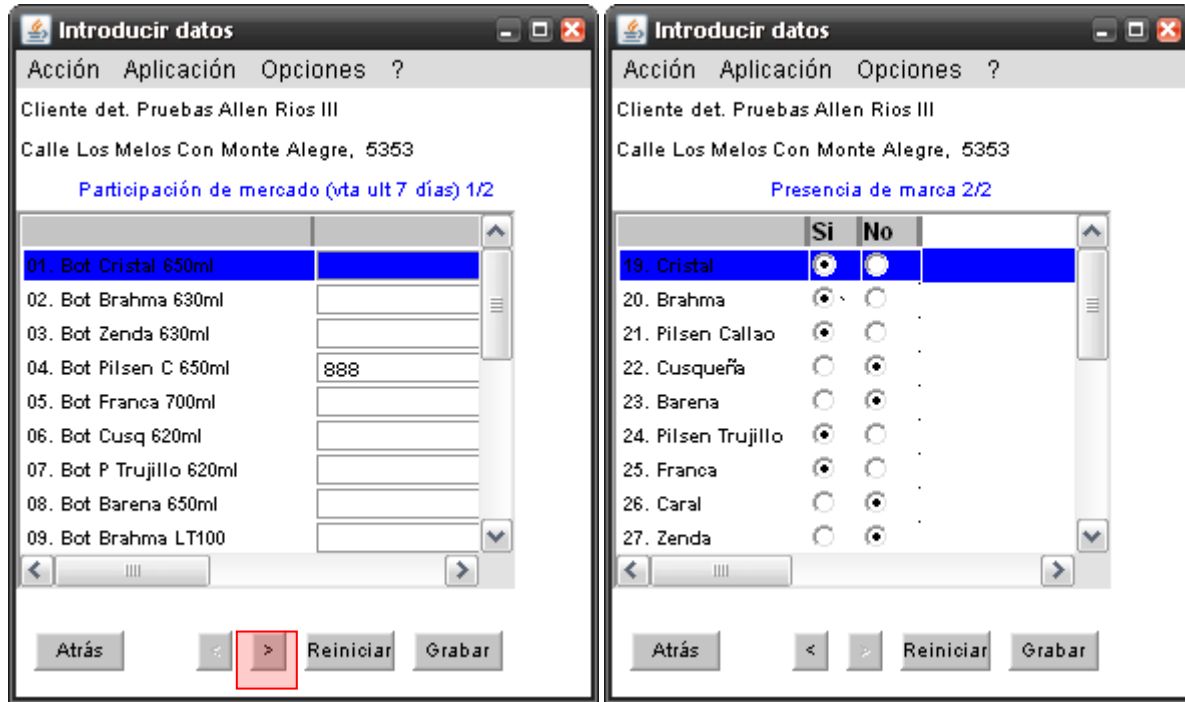 Introducir datos
Acción Aplicación Opciones ?
Cliente det. Pruebas Allen Rios III
Calle Los Melos Con Monte Alegre, 5353
Participación de mercado (vta ult 7 días) 1/2
01. Bot Cristal 650ml
02. Bot Brahma 630ml
03. Bot Zenda 630ml
04. Bot Pilsen C 650ml 888
05. Bot Franca 700ml
06. Bot Cusq 620ml
07. Bot P Trujillo 620ml
08. Bot Barena 650ml
09. Bot Brahma LT100
Atrás < > Reiniciar Grabar
Introducir datos
Acción Aplicación Opciones ?
Cliente det. Pruebas Allen Rios III
Calle Los Melos Con Monte Alegre, 5353
Presencia de marca 2/2
Si No
19. Cristal
20. Brahma
21. Pilsen Callao
22. Cusqueña
23. Barena
24. Pilsen Trujillo
25. Franca
26. Caral
27. Zenda
Atrás < > Reiniciar Grabar